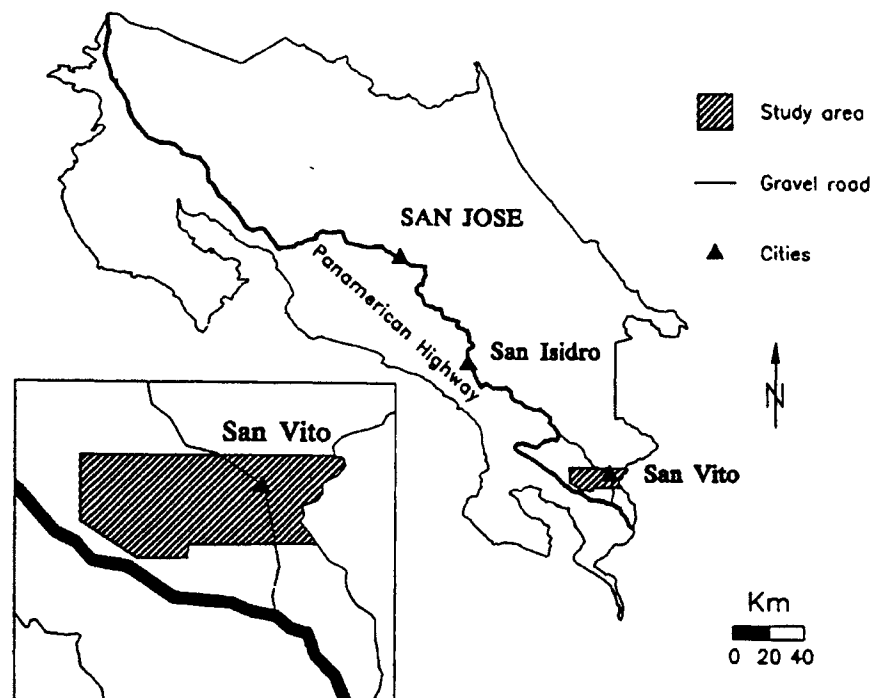 SAN JOSE
Panamerican Highway
San Isidro
San Vito
San Vito
Study area
Gravel road
Cities
N
Km
0 20 40